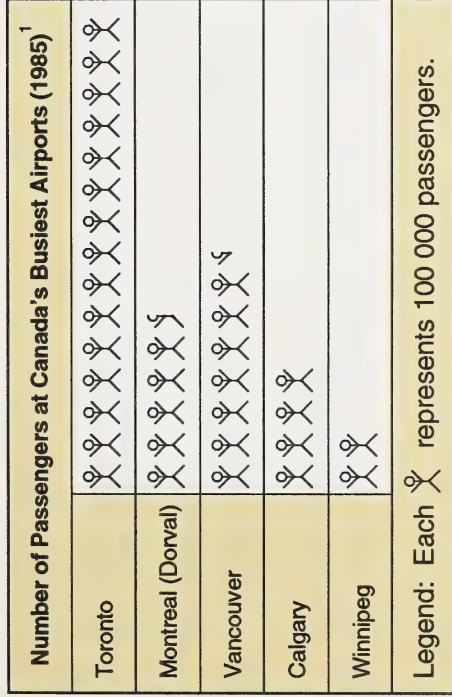 Number of Passengers at Canada's Busiest Airports (1985)¹
Toronto
Montreal (Dorval)
Vancouver
Calgary
Winnipeg
Legend: Each represents 100 000 passengers.